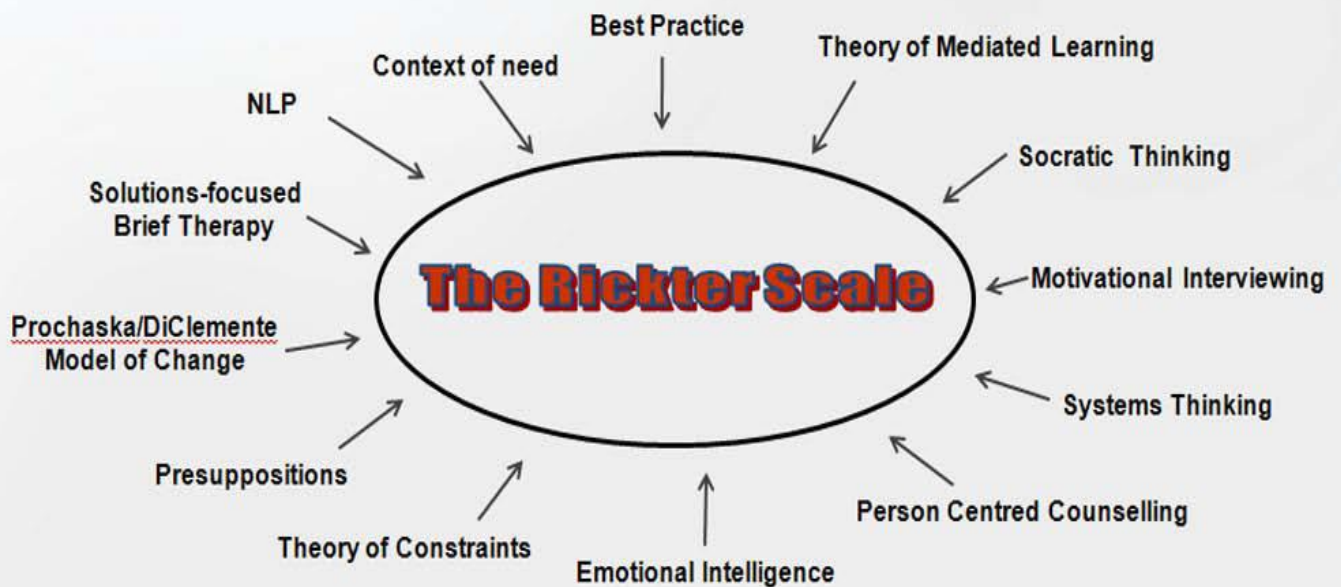 Best Practice
Theory of Mediated Learning
Context of need
NLP
Socratic Thinking
Solutions-focused
Brief Therapy
The Rickter Scale
Motivational Interviewing
Prochaska/DiClemente
Model of Change
Systems Thinking
Presuppositions
Person Centred Counselling
Theory of Constraints
Emotional Intelligence